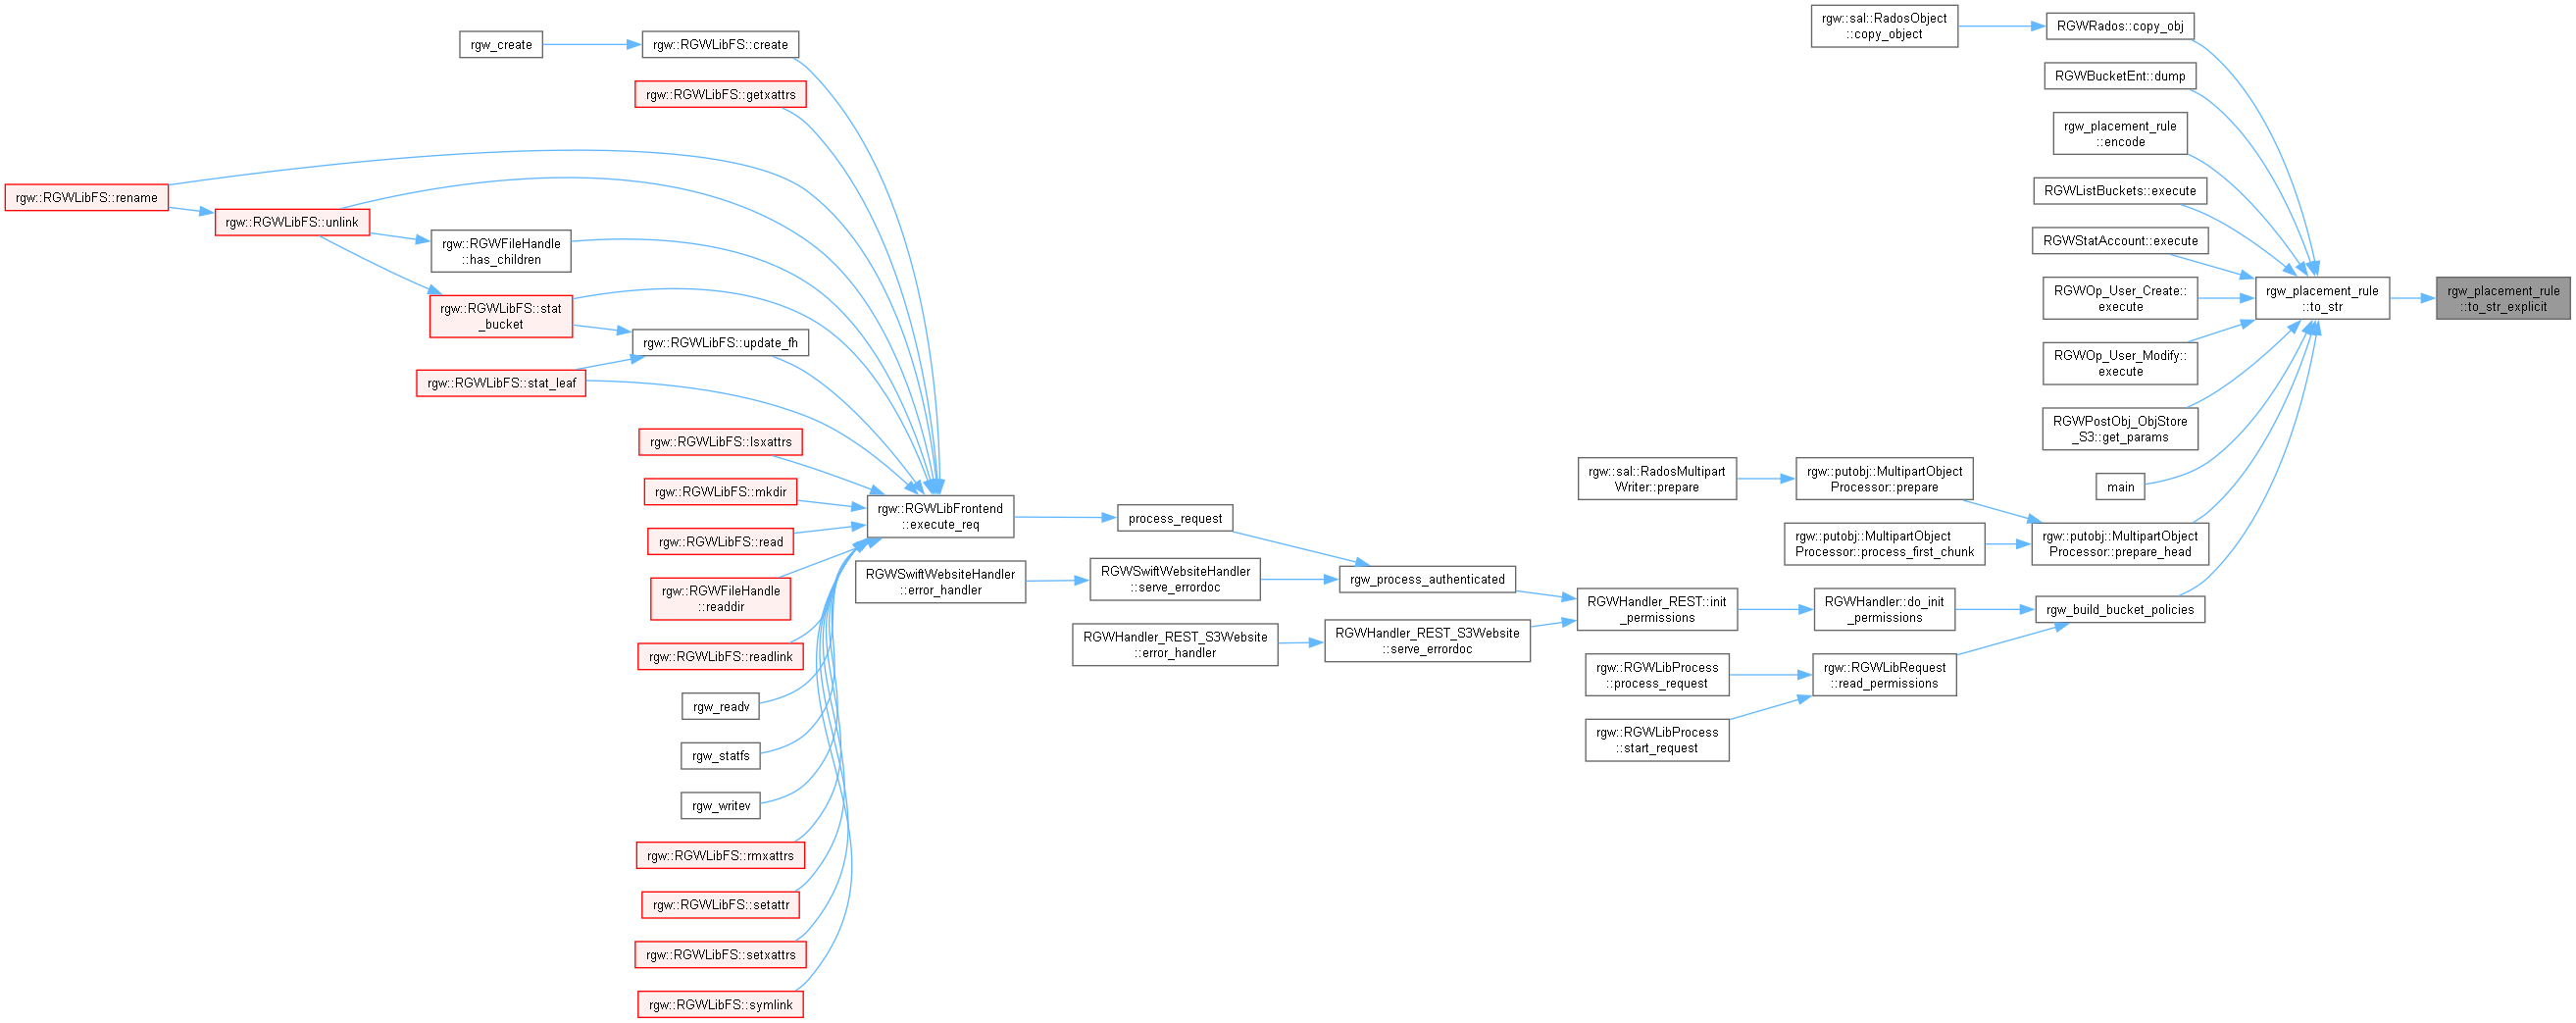 rgw::sal::RadosObject
::copy_object
RGWRados::copy_obj
rgw_create
rgw::RGWLibFS::create
RGWBucketEnt::dump
rgw::RGWLibFS::getxattrs
rgw_placement_rule
::encode
rgw::RGWLibFS::rename
RGWListBuckets::execute
rgw::RGWLibFS::unlink
RGWStatAccount::execute
rgw::RGWFileHandle
::has_children
RGWOp_User_Create::
execute
rgw_placement_rule
::to_str
rgw_placement_rule
::to_str_explicit
rgw::RGWLibFS::stat
_bucket
rgw::RGWLibFS::update_fh
RGWOp_User_Modify::
execute
rgw::RGWLibFS::stat_leaf
RGWPostObj_ObjStore
_S3::get_params
rgw::RGWLibFS::lsxattrs
rgw::sal::RadosMultipart
Writer::prepare
rgw::putobj::MultipartObject
Processor::prepare
main
rgw::RGWLibFS::mkdir
rgw::RGWLibFrontend
::execute_req
process_request
rgw::RGWLibFS::read
rgw::putobj::MultipartObject
Processor::process_first_chunk
rgw::putobj::MultipartObject
Processor::prepare_head
RGWSwiftWebsiteHandler
::error_handler
RGWSwiftWebsiteHandler
::serve_errordoc
rgw_process_authenticated
rgw::RGWFileHandle
::readdir
RGWHandler_REST::init
_permissions
RGWHandler::do_init
_permissions
rgw_build_bucket_policies
RGWHandler_REST_S3Website
::error_handler
RGWHandler_REST_S3Website
::serve_errordoc
rgw::RGWLibFS::readlink
rgw::RGWLibProcess
::process_request
rgw::RGWLibRequest
::read_permissions
rgw_readv
rgw::RGWLibProcess
::start_request
rgw_statfs
rgw_writev
rgw::RGWLibFS::rmxattrs
rgw::RGWLibFS::setattr
rgw::RGWLibFS::setxattrs
rgw::RGWLibFS::symlink